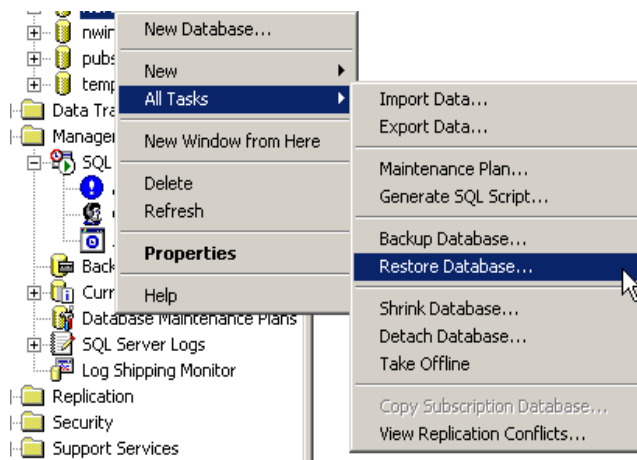 nwin
pubs
temp
Data Tra
Manage
SQL
Back
Curr
Database Maintenance Plans
SQL Server Logs
Log Shipping Monitor
Replication
Security
Support Services
New Database...
New
All Tasks
New Window from Here
Delete
Refresh
Properties
Help
Import Data...
Export Data...
Maintenance Plan...
Generate SQL Script...
Backup Database...
Restore Database...
Shrink Database...
Detach Database...
Take Offline
Copy Subscription Database...
View Replication Conflicts...